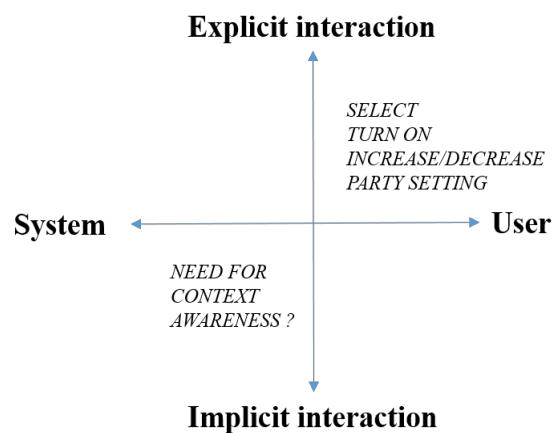 Explicit interaction
SELECT
TURN ON
INCREASE/DECREASE
PARTY SETTING
System
User
NEED FOR
CONTEXT
AWARENESS ?
Implicit interaction